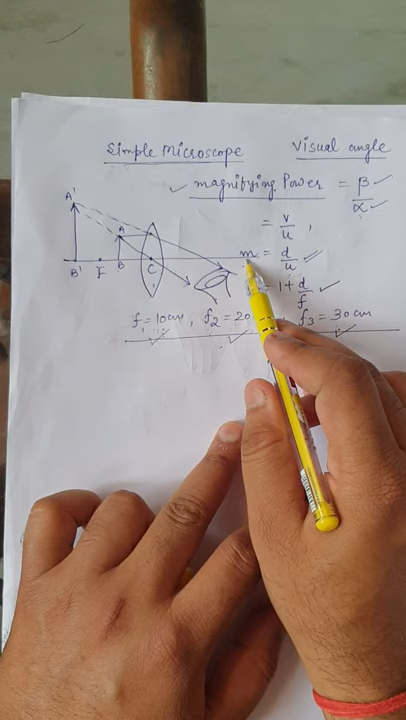 Simple Microscope
Visual angle
✓ magnifying Power = β/α ✓✓
= v/u ,
m = d/u ✓
= 1 + d/f ✓
A'
A
B' F B C
f₁ = 10 cm , f₂ = 20 , f₃ = 30 cm